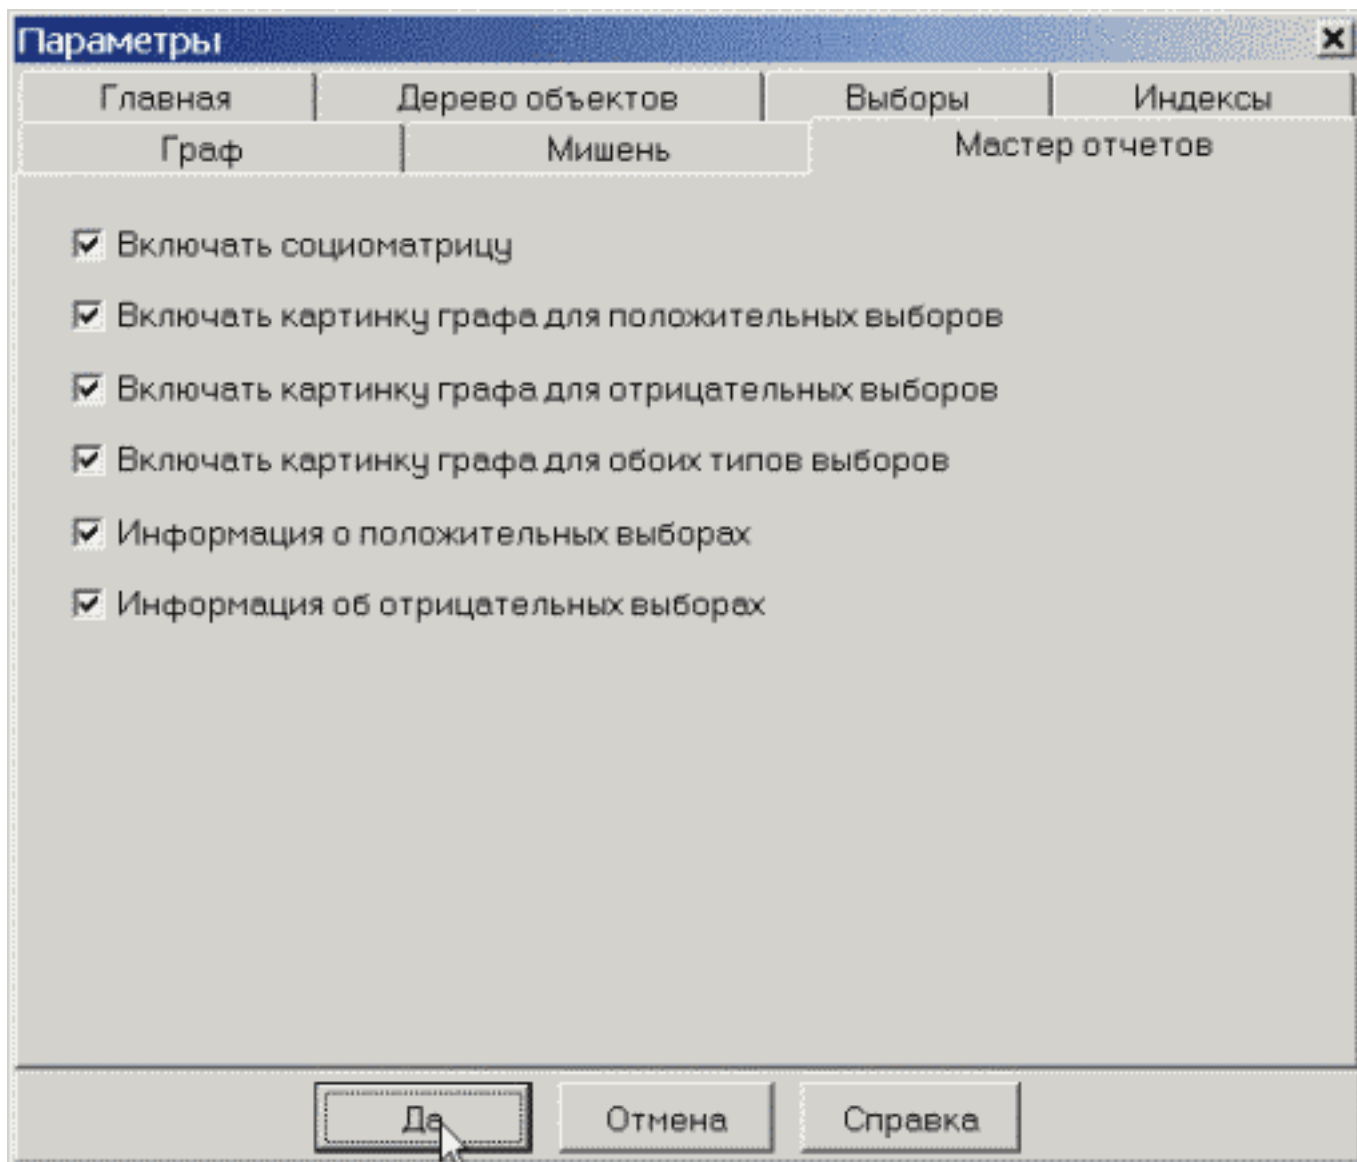 Параметры
Главная Дерево объектов Выборы Индексы
Граф Мишень Мастер отчетов
Включать социоматрицу
Включать картинку графа для положительных выборов
Включать картинку графа для отрицательных выборов
Включать картинку графа для обоих типов выборов
Информация о положительных выборах
Информация об отрицательных выборах
Да Отмена Справка